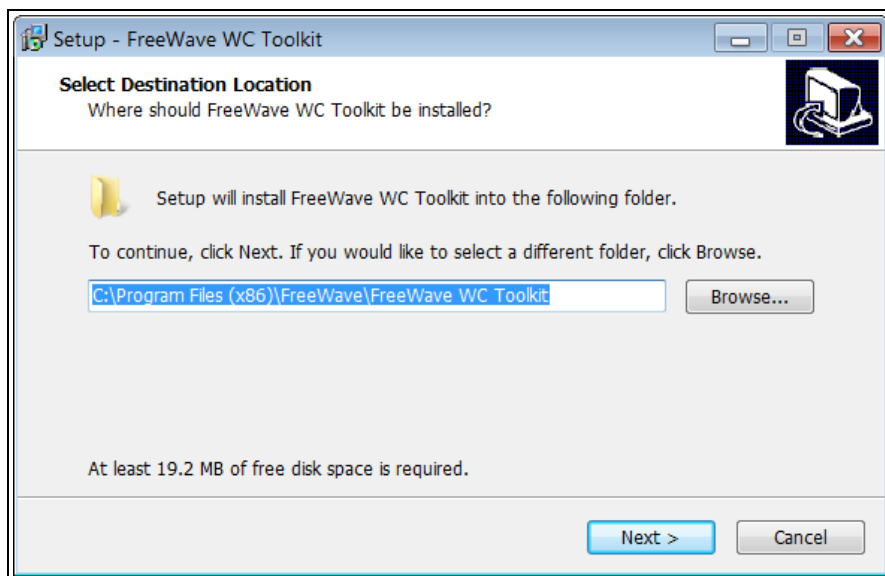 Setup - FreeWave WC Toolkit
Select Destination Location
Where should FreeWave WC Toolkit be installed?
Setup will install FreeWave WC Toolkit into the following folder.
To continue, click Next. If you would like to select a different folder, click Browse.
C:\Program Files (x86)\FreeWave\FreeWave WC Toolkit
Browse...
At least 19.2 MB of free disk space is required.
Next >
Cancel